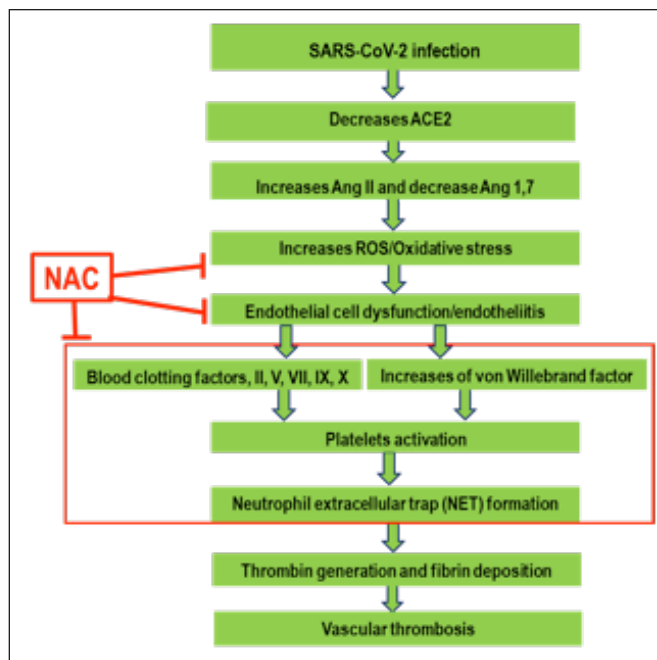 SARS-CoV-2 infection
Decreases ACE2
Increases Ang II and decrease Ang 1,7
Increases ROS/Oxidative stress
NAC
Endothelial cell dysfunction/endotheliitis
Blood clotting factors, II, V, VII, IX, X
Increases of von Willebrand factor
Platelets activation
Neutrophil extracellular trap (NET) formation
Thrombin generation and fibrin deposition
Vascular thrombosis